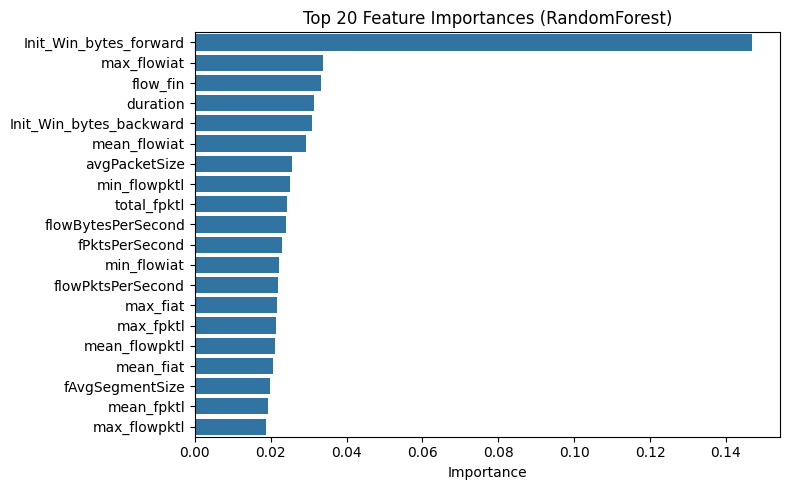 Top 20 Feature Importances (RandomForest)
Init_Win_bytes_forward
max_flowiat
flow_fin
duration
Init_Win_bytes_backward
mean_flowiat
avgPacketSize
min_flowpktl
total_fpktl
flowBytesPerSecond
fPktsPerSecond
min_flowiat
flowPktsPerSecond
max_fiat
max_fpktl
mean_flowpktl
mean_fiat
fAvgSegmentSize
mean_fpktl
max_flowpktl
0.00 0.02 0.04 0.06 0.08 0.10 0.12 0.14
Importance